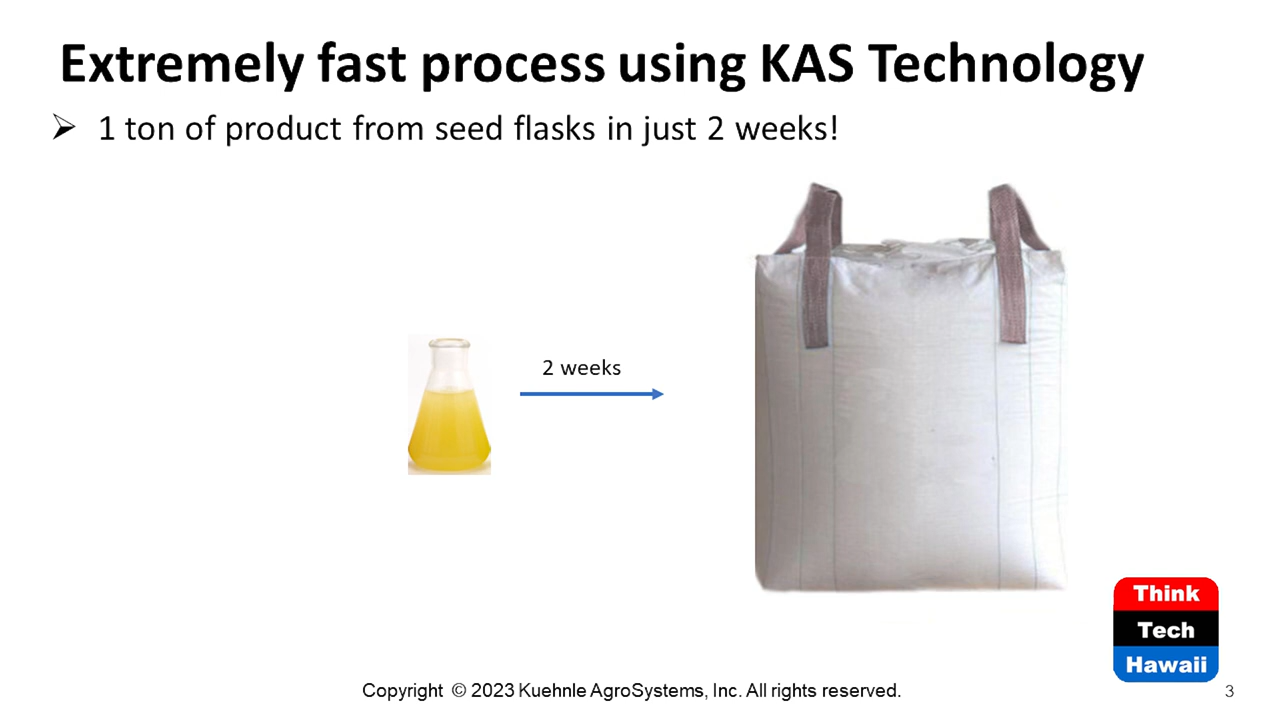 Extremely fast process using KAS Technology
➢ 1 ton of product from seed flasks in just 2 weeks!
2 weeks
Think
Tech
Hawaii
Copyright © 2023 Kuehnle AgroSystems, Inc. All rights reserved.
3